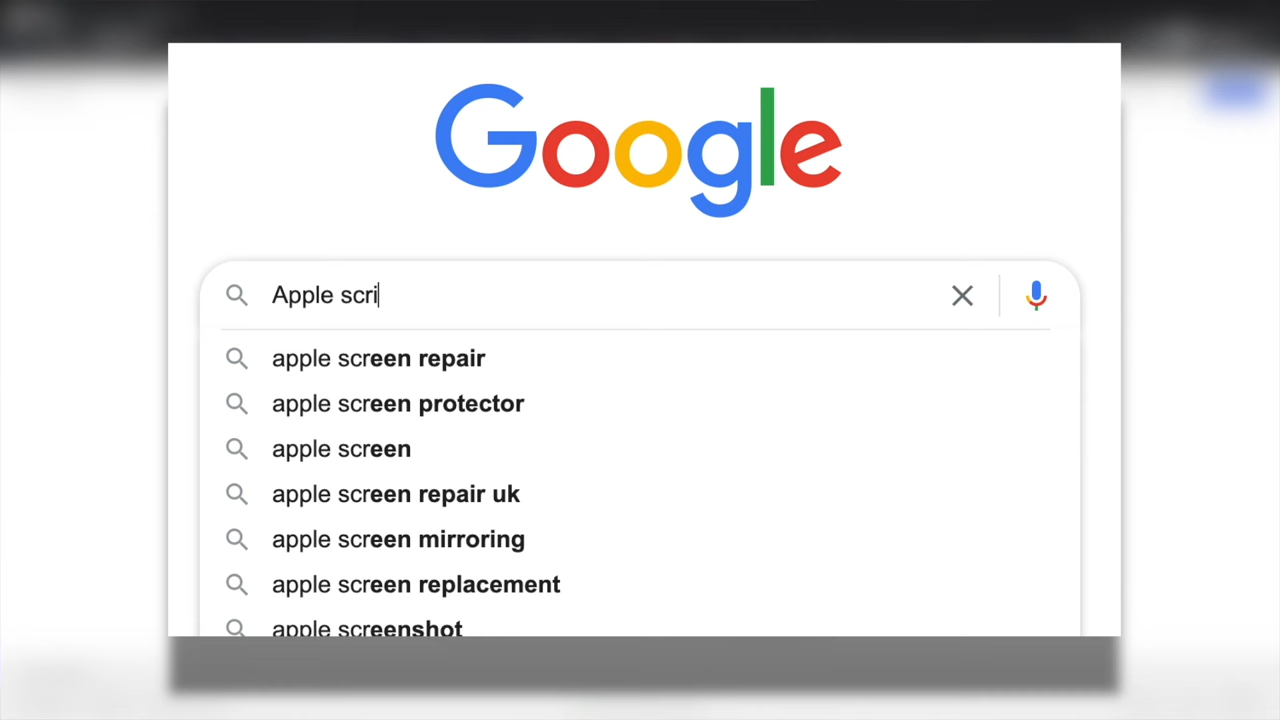 Google
Apple scri
apple screen repair
apple screen protector
apple screen
apple screen repair uk
apple screen mirroring
apple screen replacement
apple screenshot